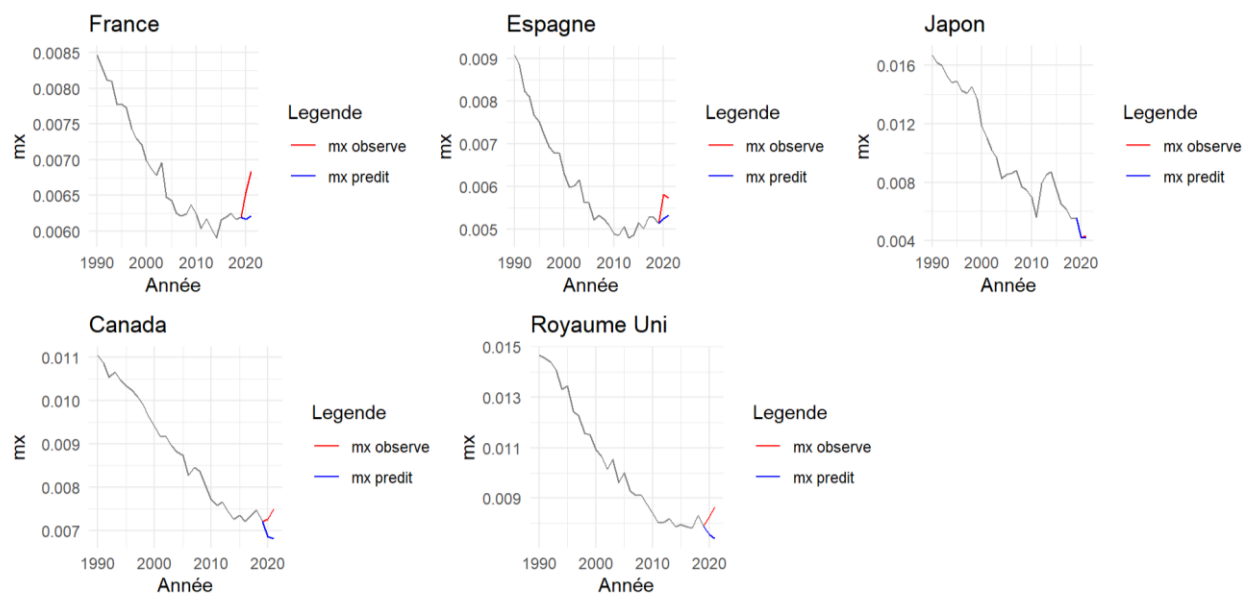 France
0.0085
0.0080
0.0075
0.0070
0.0065
0.0060
mx
1990 2000 2010 2020
Année
Legende
mx observe
mx predit
Espagne
0.009
0.008
0.007
0.006
0.005
mx
1990 2000 2010 2020
Année
Legende
mx observe
mx predit
Japon
0.016
0.012
0.008
0.004
mx
1990 2000 2010 2020
Année
Legende
mx observe
mx predit
Canada
0.011
0.010
0.009
0.008
0.007
mx
1990 2000 2010 2020
Année
Legende
mx observe
mx predit
Royaume Uni
0.015
0.013
0.011
0.009
mx
1990 2000 2010 2020
Année
Legende
mx observe
mx predit